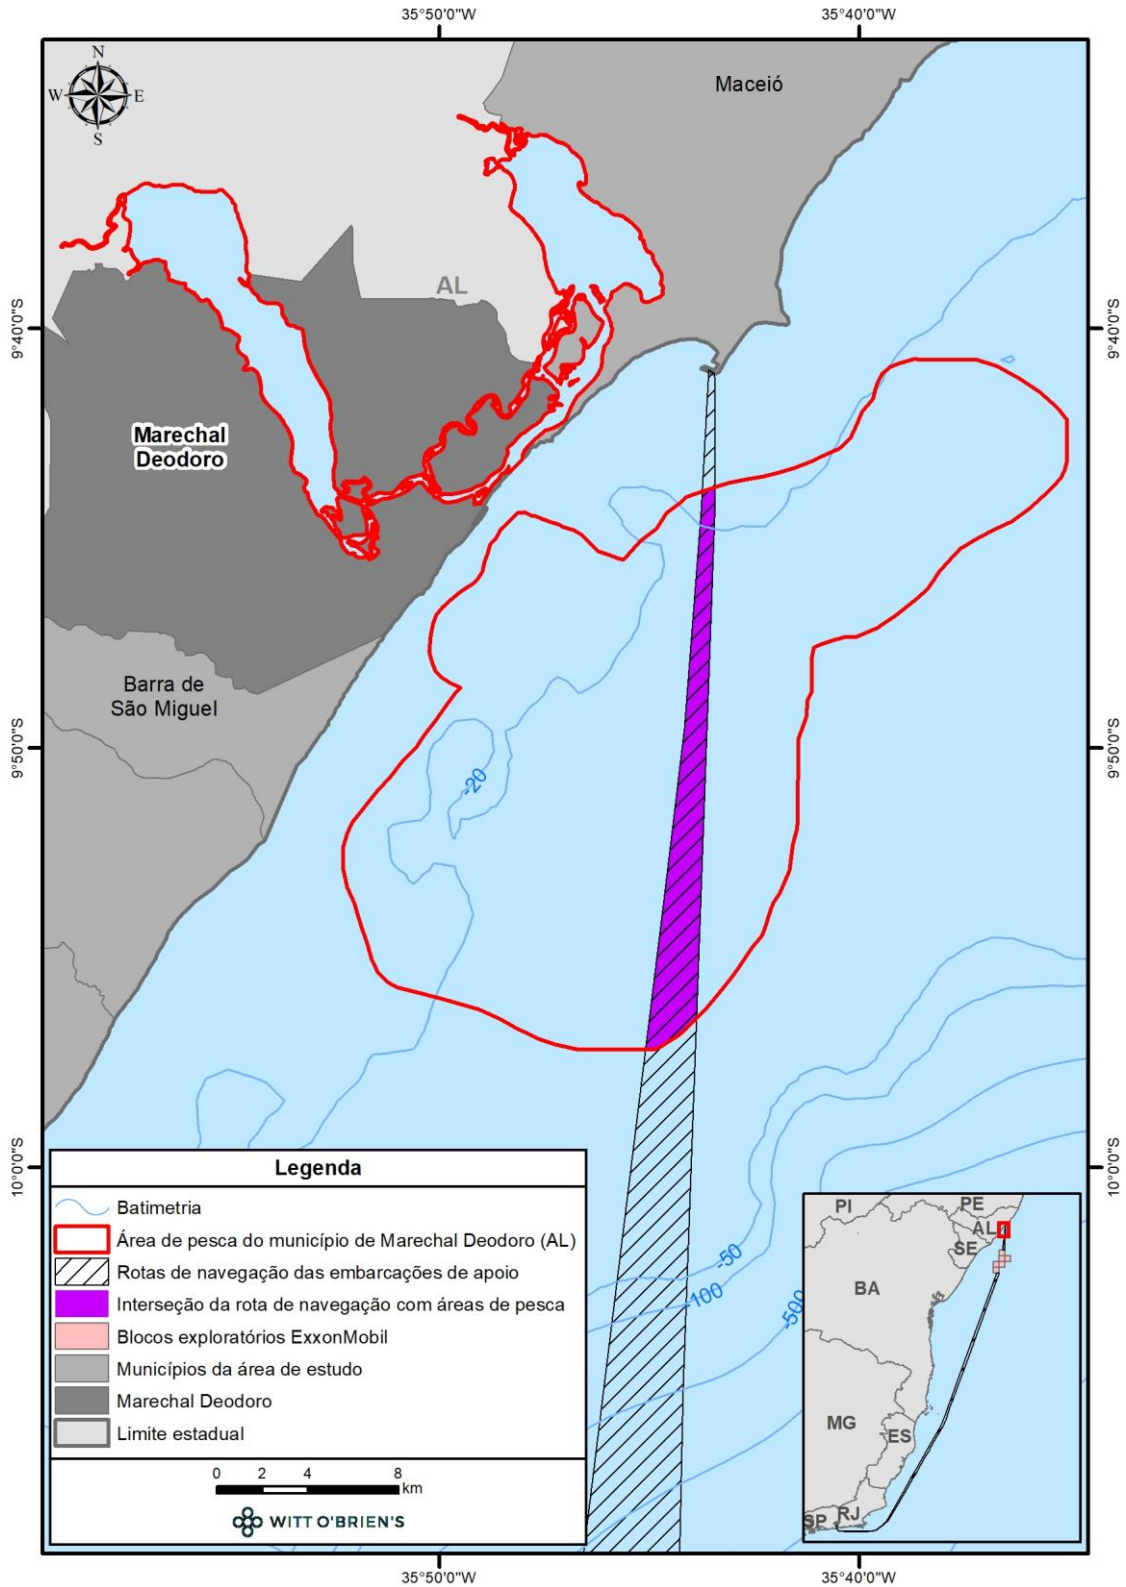 35°50'0"W
35°40'0"W
N
W
E
S
Maceió
AL
9°40'0"S
9°40'0"S
Marechal
Deodoro
Barra de
São Miguel
9°50'0"S
9°50'0"S
-20
10°0'0"S
10°0'0"S
-50
-100
-500
Legenda
Batimetria
Área de pesca do município de Marechal Deodoro (AL)
Rotas de navegação das embarcações de apoio
Interseção da rota de navegação com áreas de pesca
Blocos exploratórios ExxonMobil
Municípios da área de estudo
Marechal Deodoro
Limite estadual
0 2 4 8
km
WITT O'BRIEN'S
PI
PE
AL
SE
BA
MG
ES
RJ
SP
35°50'0"W
35°40'0"W